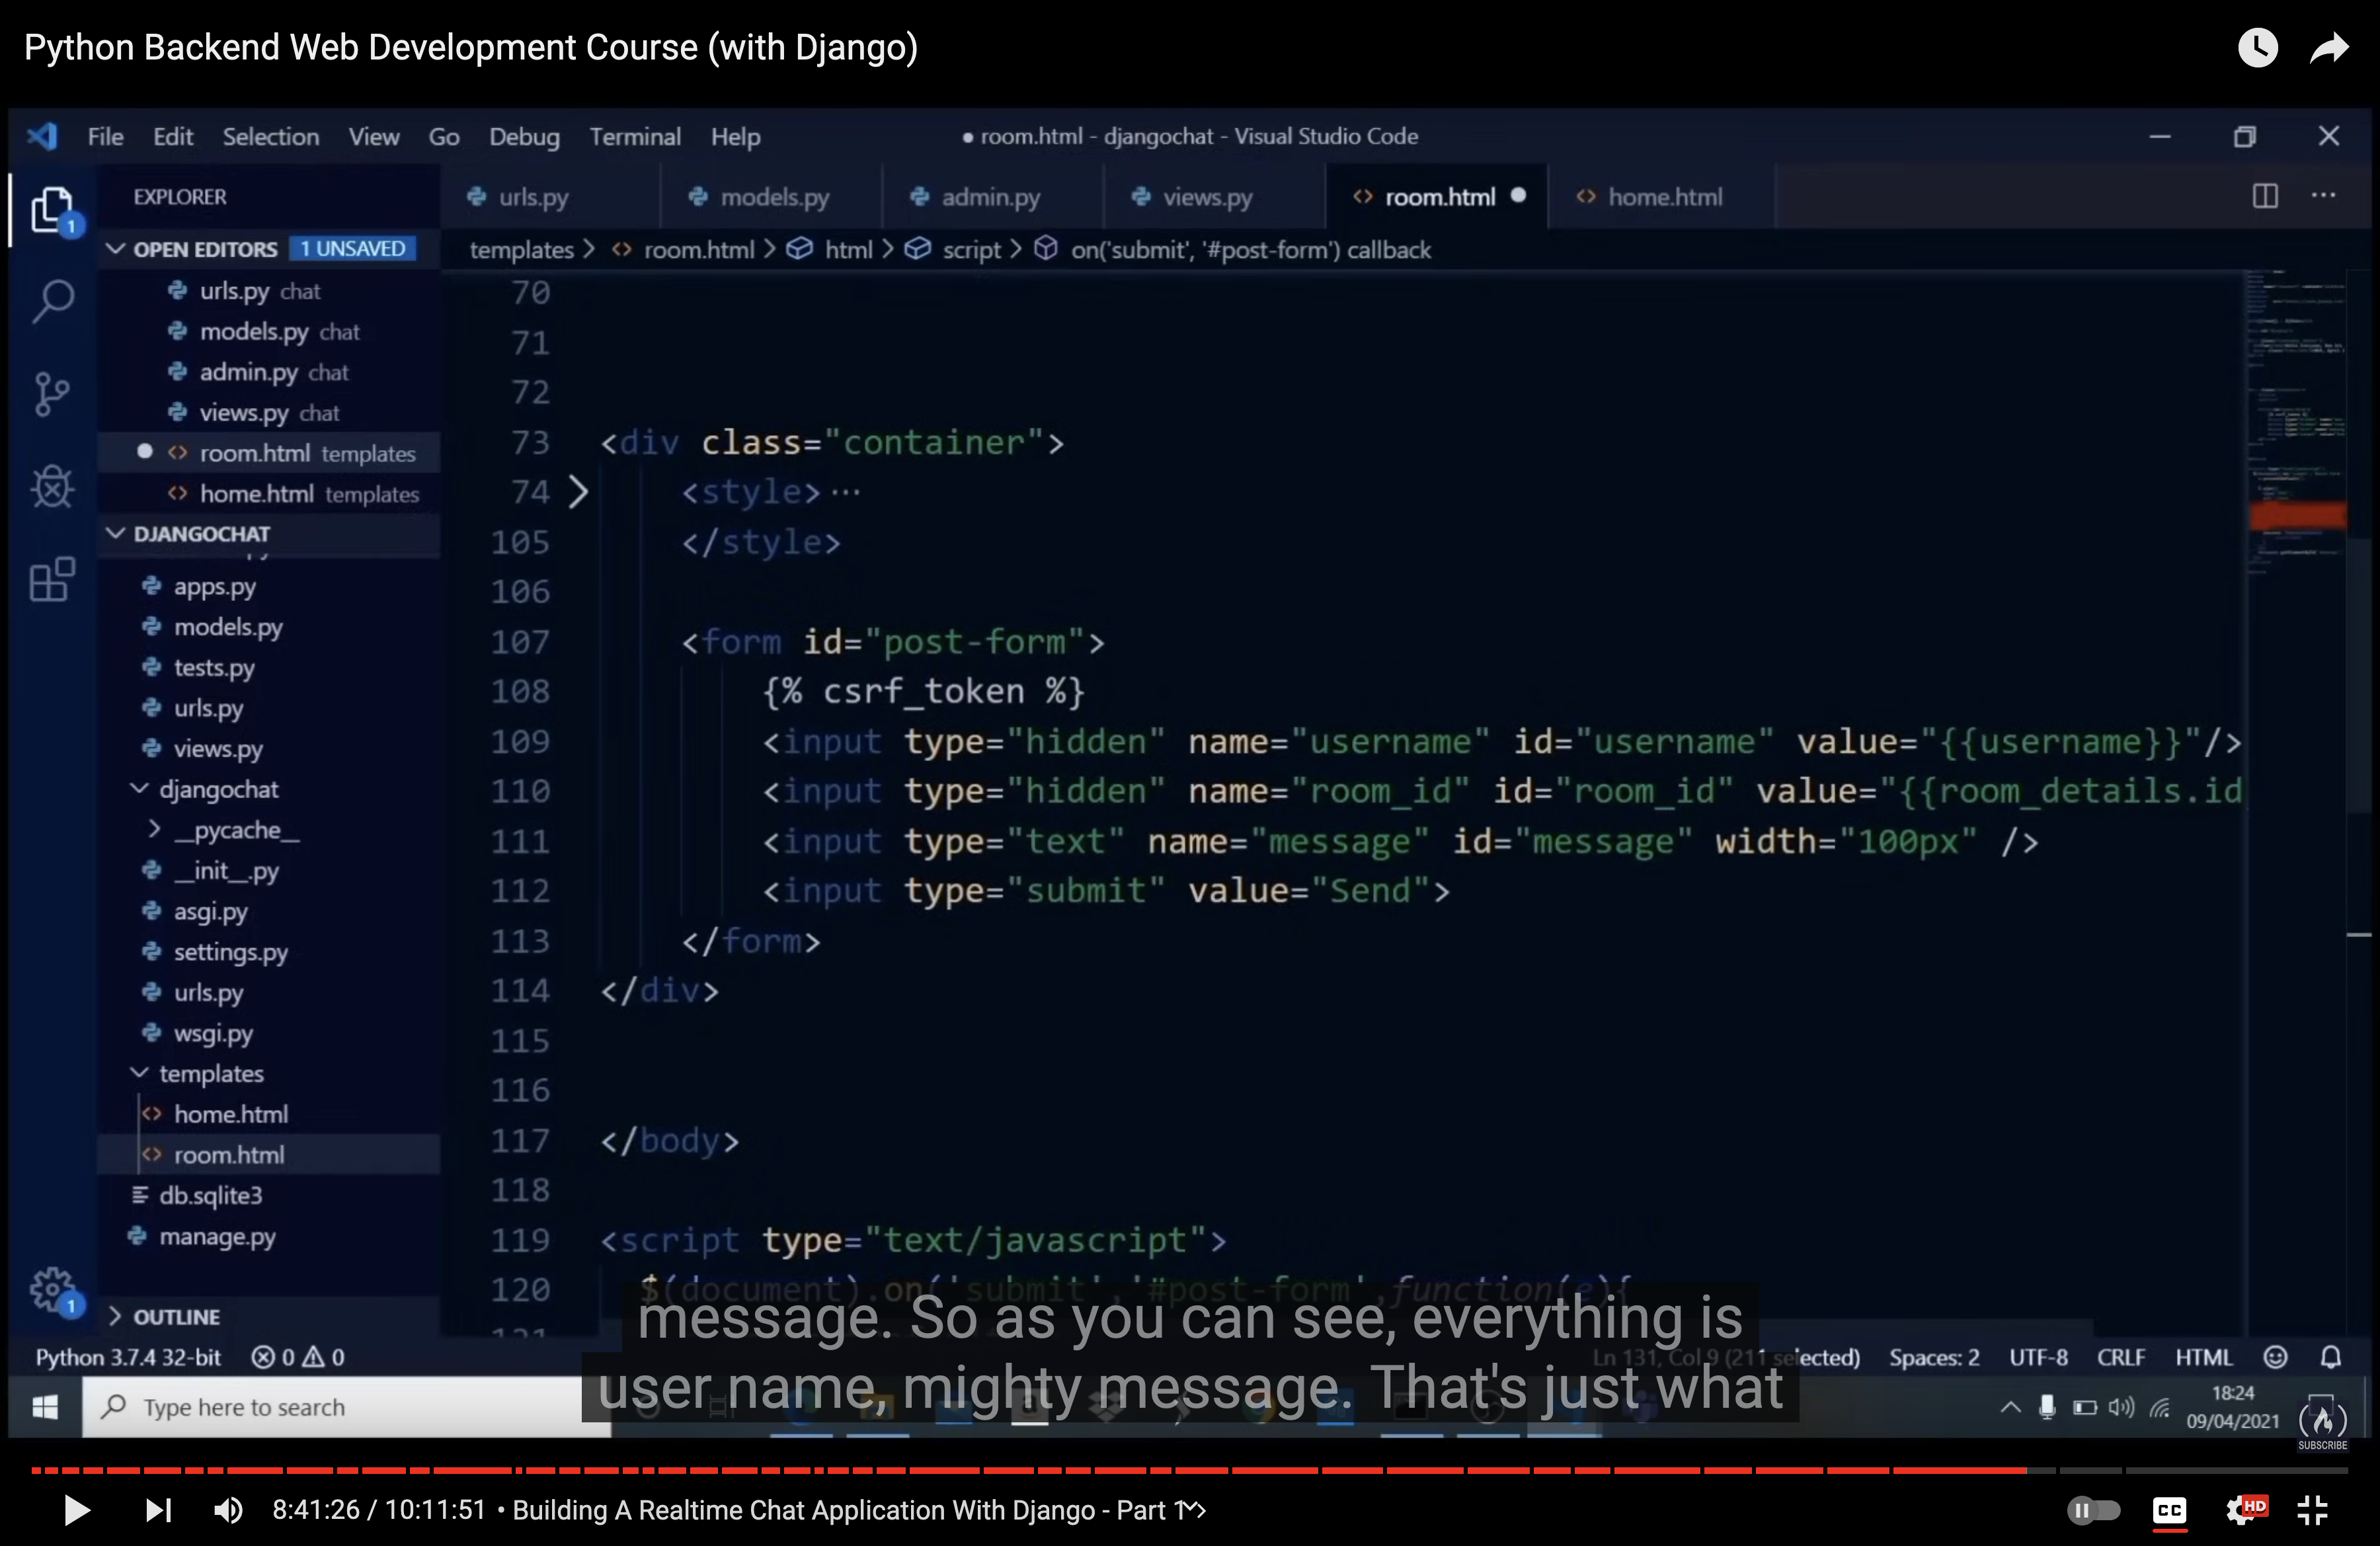 Python Backend Web Development Course (with Django)
File Edit Selection View Go Debug Terminal Help
● room.html - djangochat - Visual Studio Code
EXPLORER
urls.py models.py admin.py views.py room.html home.html
OPEN EDITORS 1 UNSAVED
templates > room.html > html > script > on('submit', '#post-form') callback
1
urls.py chat
models.py chat
admin.py chat
views.py chat
room.html templates
home.html templates
DJANGOCHAT
apps.py
models.py
tests.py
urls.py
views.py
djangochat
__pycache__
__init__.py
asgi.py
settings.py
urls.py
wsgi.py
templates
home.html
room.html
db.sqlite3
manage.py
OUTLINE
1
70
71
72
73 <div class="container">
74 <style>...
105 </style>
106
107 <form id="post-form">
108 {% csrf_token %}
109 <input type="hidden" name="username" id="username" value="{{username}}"/>
110 <input type="hidden" name="room_id" id="room_id" value="{{room_details.id
111 <input type="text" name="message" id="message" width="100px" />
112 <input type="submit" value="Send">
113 </form>
114 </div>
115
116
117 </body>
118
119 <script type="text/javascript">
120 $(document).on('submit','#post-form',function(e){
121
message. So as you can see, everything is
user name, mighty message. That's just what
Python 3.7.4 32-bit 0 0
Ln 131, Col 9 (211 selected) Spaces: 2 UTF-8 CRLF HTML
Type here to search
18:24
09/04/2021
SUBSCRIBE
8:41:26 / 10:11:51 • Building A Realtime Chat Application With Django - Part 1
CC
HD